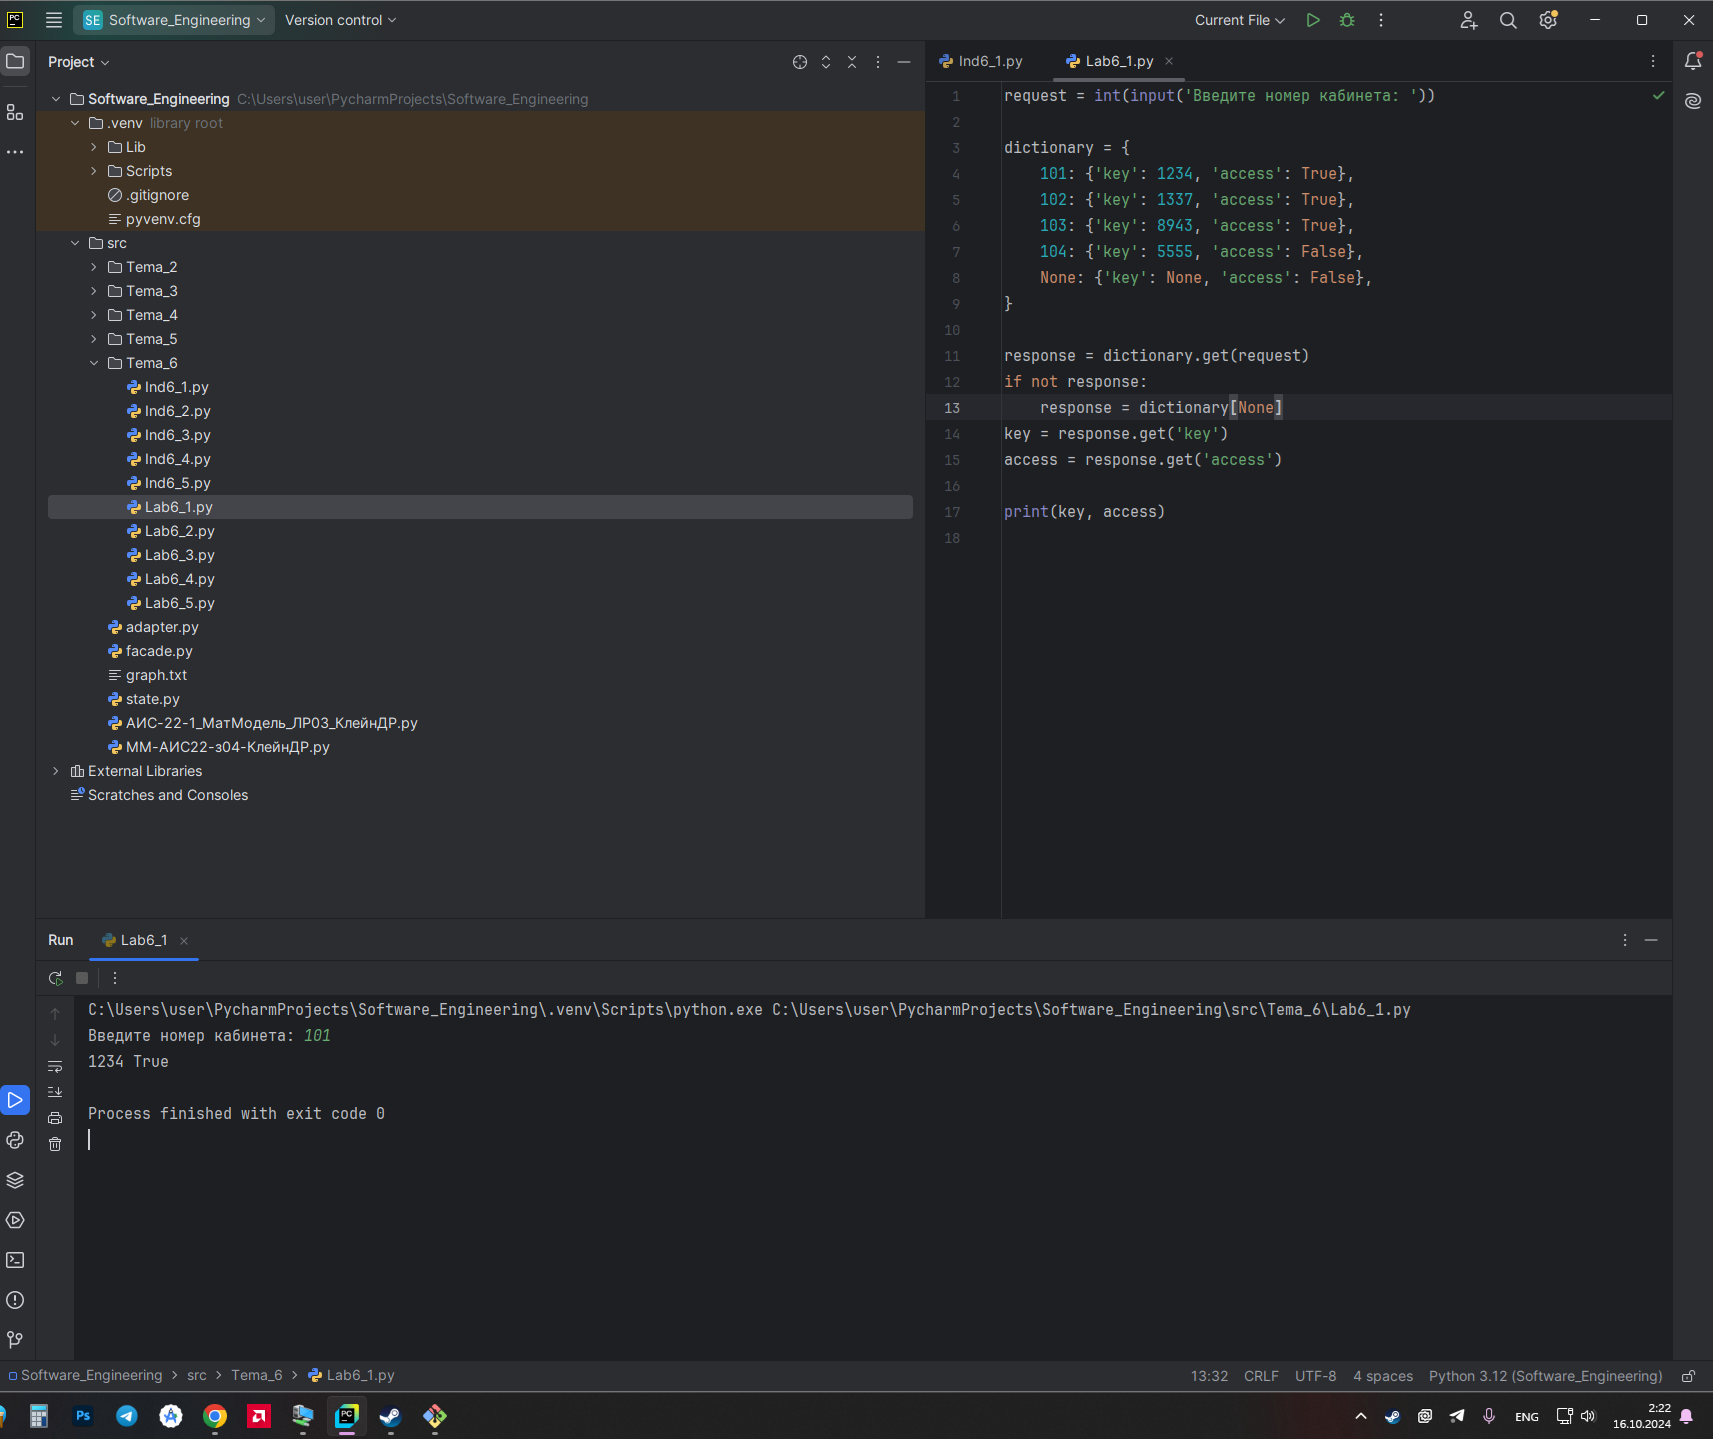 SE Software_Engineering Version control Current File
Project
Software_Engineering C:\Users\user\PycharmProjects\Software_Engineering
.venv library root
Lib
Scripts
.gitignore
pyvenv.cfg
src
Tema_2
Tema_3
Tema_4
Tema_5
Tema_6
Ind6_1.py
Ind6_2.py
Ind6_3.py
Ind6_4.py
Ind6_5.py
Lab6_1.py
Lab6_2.py
Lab6_3.py
Lab6_4.py
Lab6_5.py
adapter.py
facade.py
graph.txt
state.py
АИС-22-1_МатМодель_ЛР03_КлейнДР.py
ММ-АИС22-з04-КлейнДР.py
External Libraries
Scratches and Consoles
Ind6_1.py Lab6_1.py
1 request = int(input('Введите номер кабинета: '))
2
3 dictionary = {
4 101: {'key': 1234, 'access': True},
5 102: {'key': 1337, 'access': True},
6 103: {'key': 8943, 'access': True},
7 104: {'key': 5555, 'access': False},
8 None: {'key': None, 'access': False},
9 }
10
11 response = dictionary.get(request)
12 if not response:
13 response = dictionary[None]
14 key = response.get('key')
15 access = response.get('access')
16
17 print(key, access)
18
Run Lab6_1
C:\Users\user\PycharmProjects\Software_Engineering\.venv\Scripts\python.exe C:\Users\user\PycharmProjects\Software_Engineering\src\Tema_6\Lab6_1.py
Введите номер кабинета: 101
1234 True
Process finished with exit code 0
Software_Engineering > src > Tema_6 > Lab6_1.py 13:32 CRLF UTF-8 4 spaces Python 3.12 (Software_Engineering)
Ps PC ENG 2:22
16.10.2024